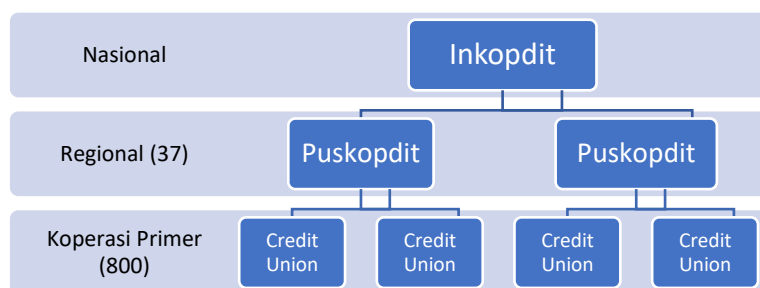 Nasional
Inkopdit
Regional (37)
Puskopdit
Puskopdit
Koperasi Primer
(800)
Credit
Union
Credit
Union
Credit
Union
Credit
Union